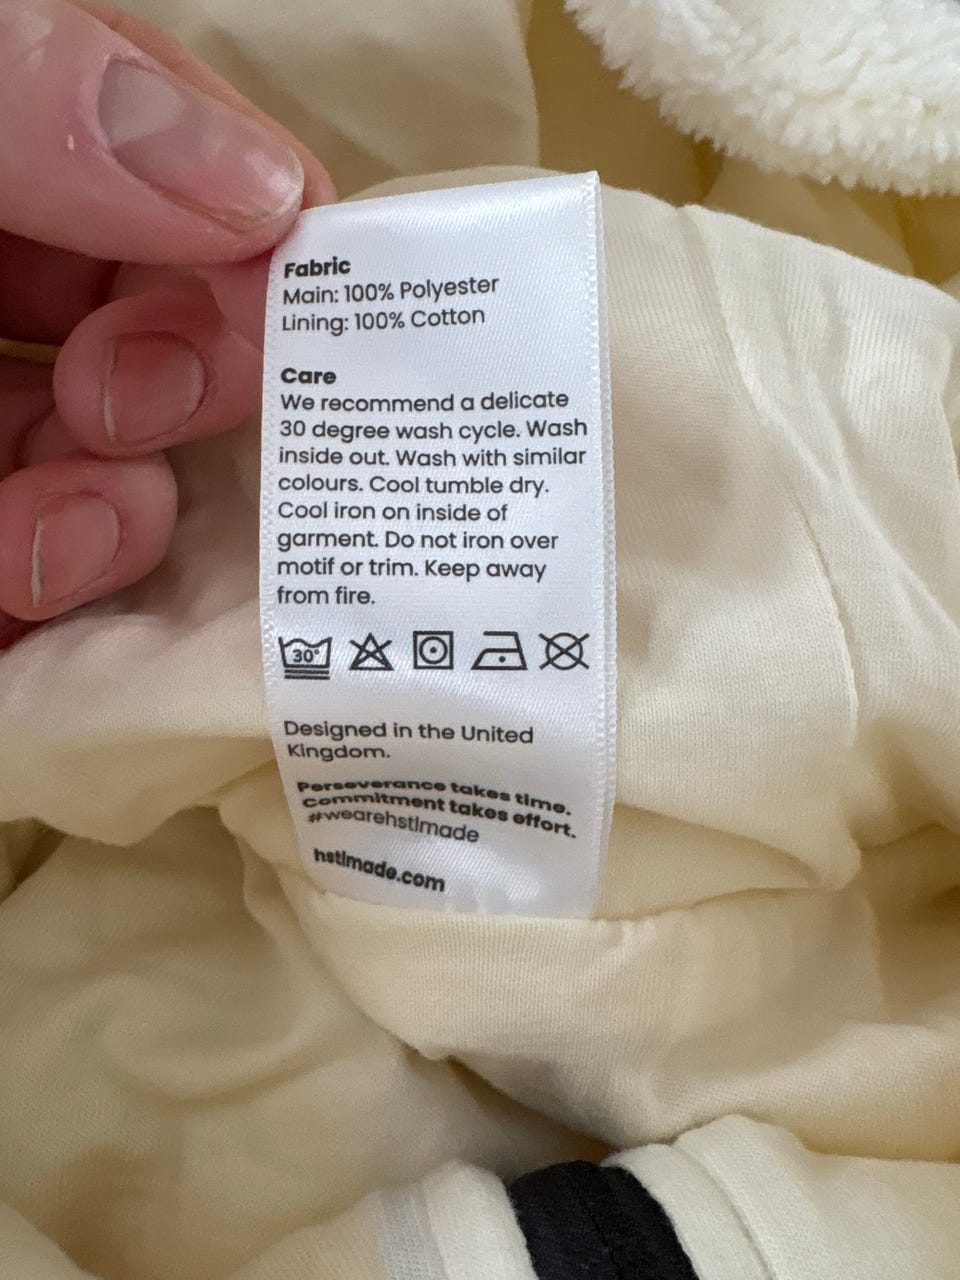 Fabric
Main: 100% Polyester
Lining: 100% Cotton
Care
We recommend a delicate
30 degree wash cycle. Wash
inside out. Wash with similar
colours. Cool tumble dry.
Cool iron on inside of
garment. Do not iron over
motif or trim. Keep away
from fire.
30°
Designed in the United
Kingdom.
Perseverance takes time.
Commitment takes effort.
#wearehstlmade
hstlmade.com